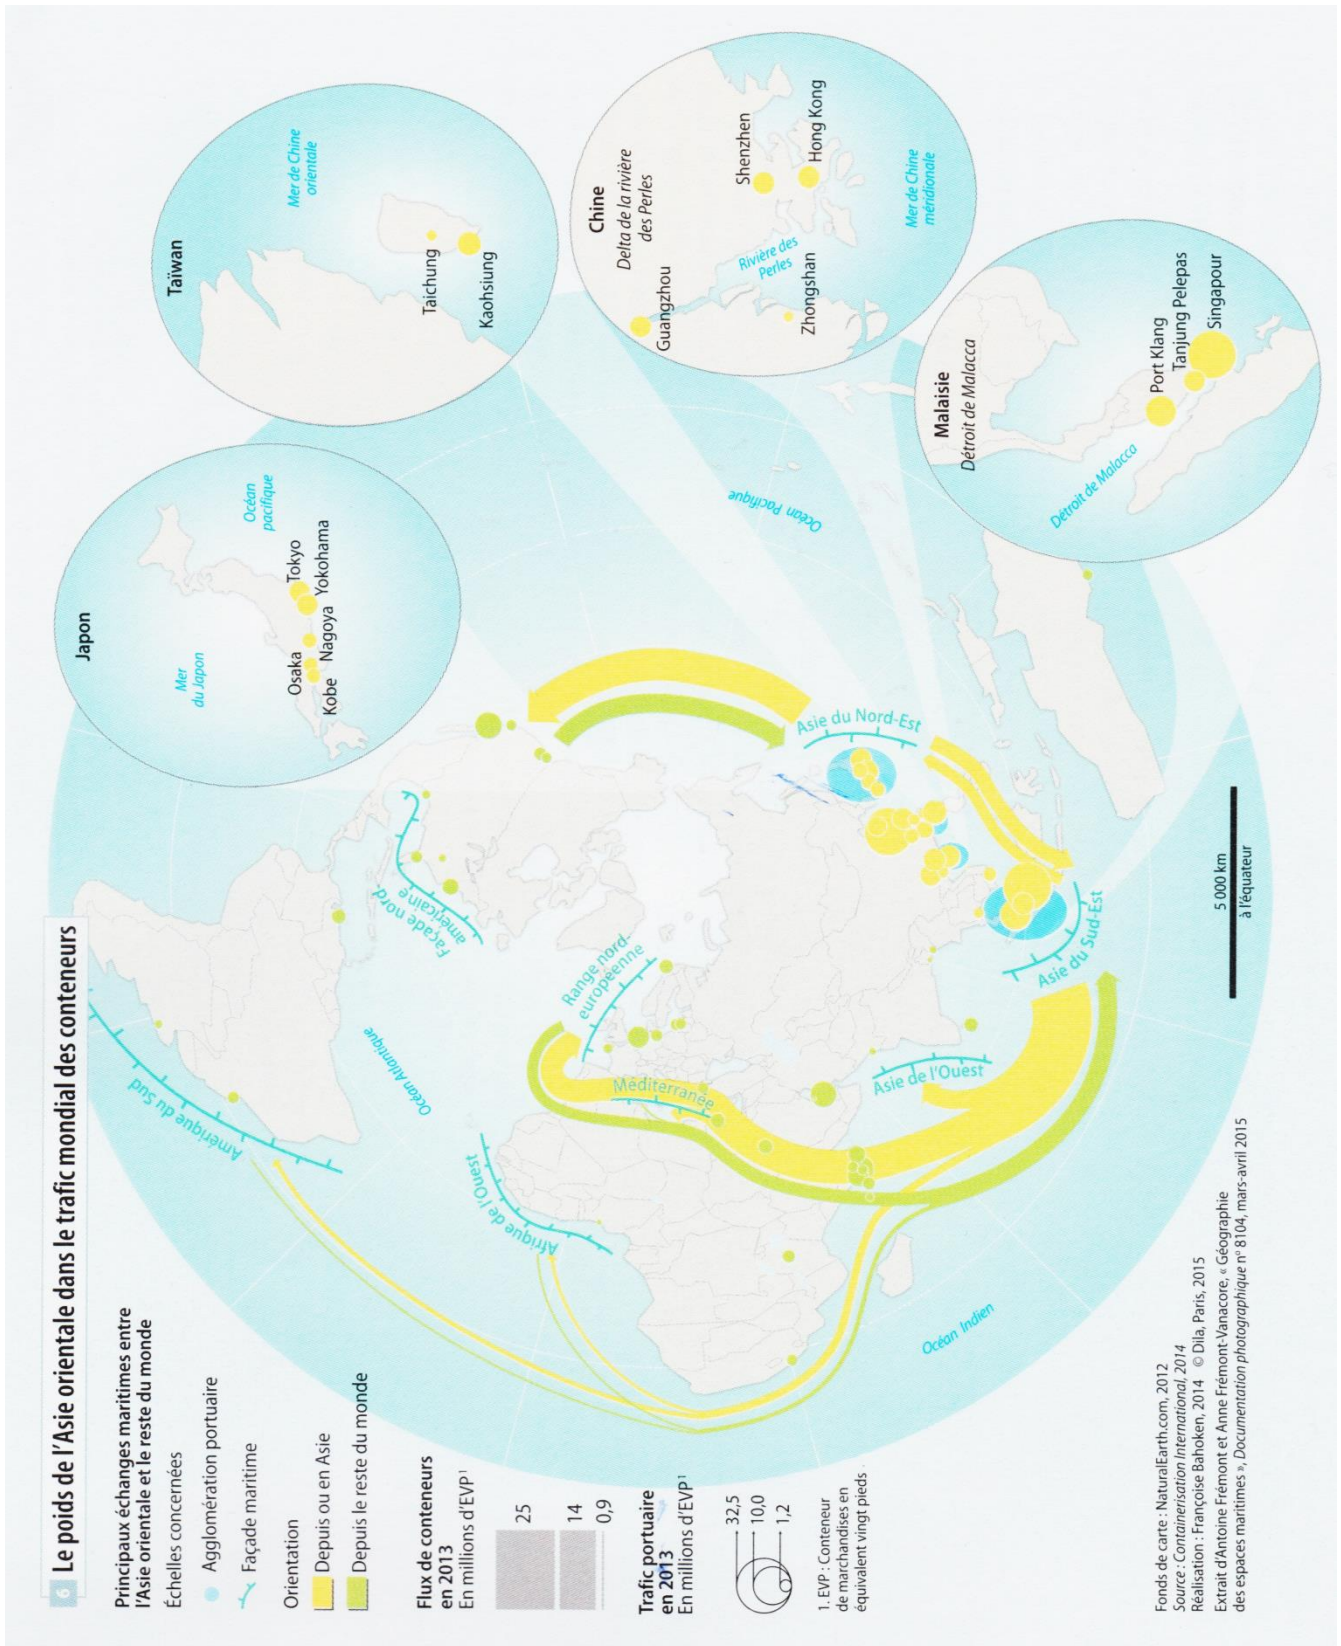 6 Le poids de l'Asie orientale dans le trafic mondial des conteneurs
Principaux échanges maritimes entre
l'Asie orientale et le reste du monde
Échelles concernées
Agglomération portuaire
Façade maritime
Orientation
Depuis ou en Asie
Depuis le reste du monde
Flux de conteneurs
en 2013
En millions d'EVP¹
25
14
0,9
Trafic portuaire
en 2013
En millions d'EVP¹
32,5
10,0
1,2
1. EVP : Conteneur
de marchandises en
équivalent vingt pieds.
Amérique du Sud
Océan Atlantique
Façade nord-
américaine
Range nord-
européenne
Méditerranée
Afrique de l'Ouest
Asie de l'Ouest
Océan Indien
Asie du Nord-Est
Asie du Sud-Est
Océan Pacifique
5 000 km
à l'équateur
Japon
Mer
du Japon
Océan
pacifique
Osaka
Kobe
Nagoya
Tokyo
Yokohama
Taïwan
Mer de Chine
orientale
Taichung
Kaohsiung
Chine
Delta de la rivière
des Perles
Guangzhou
Rivière des
Perles
Zhongshan
Shenzhen
Hong Kong
Mer de Chine
méridionale
Malaisie
Détroit de Malacca
Détroit de Malacca
Port Klang
Tanjung Pelepas
Singapour
Fonds de carte : NaturalEarth.com, 2012
Source : Containerisation International, 2014
Réalisation : Françoise Bahoken, 2014 © Dila, Paris, 2015
Extrait d'Antoine Frémont et Anne Frémont-Vanacore, « Géographie
des espaces maritimes », Documentation photographique n° 8104, mars-avril 2015